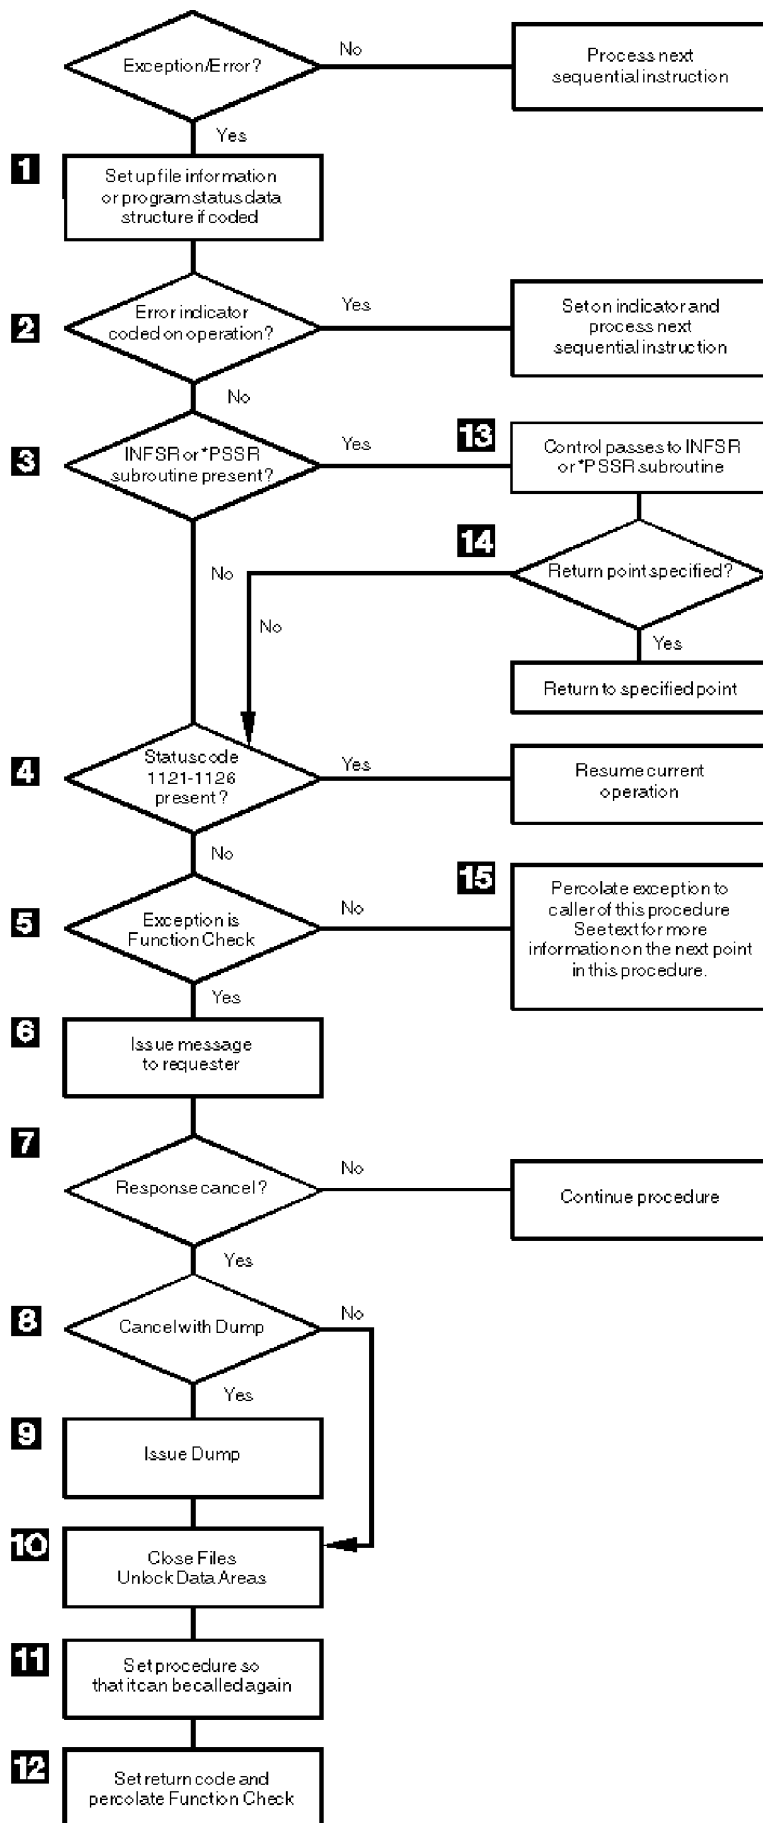 Exception/Error?
No
Process next
sequential instruction
Yes
1
Set up file information
or program status data
structure if coded
2
Error indicator
coded on operation?
Yes
Set on indicator and
process next
sequential instruction
No
3
INFSR or *PSSR
subroutine present?
Yes
13
Control passes to INFSR
or *PSSR subroutine
14
Return point specified?
No
No
Yes
Return to specified point
4
Status code
1121-1126
present?
Yes
Resume current
operation
No
5
Exception is
Function Check
No
15
Percolate exception to
caller of this procedure
See text for more
information on the next point
in this procedure.
Yes
6
Issue message
to requester
7
Response cancel?
No
Continue procedure
Yes
8
Cancel with Dump
No
Yes
9
Issue Dump
10
Close Files
Unlock Data Areas
11
Set procedure so
that it can be called again
12
Set return code and
percolate Function Check